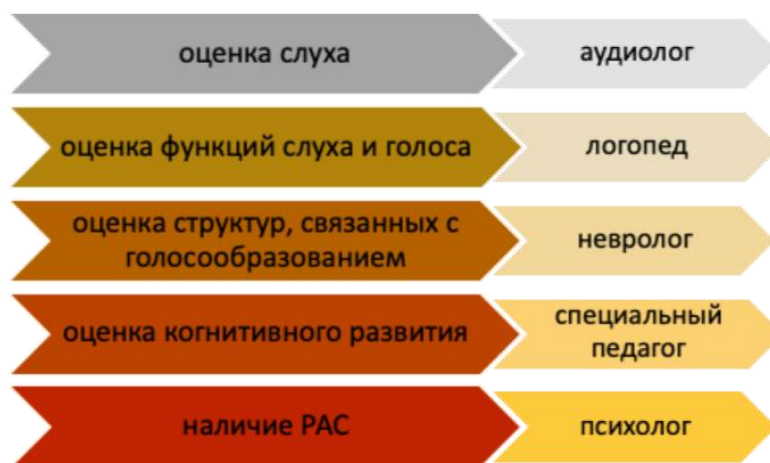 оценка слуха
аудиолог
оценка функций слуха и голоса
логопед
оценка структур, связанных с
голосообразованием
невролог
оценка когнитивного развития
специальный
педагог
наличие РАС
психолог